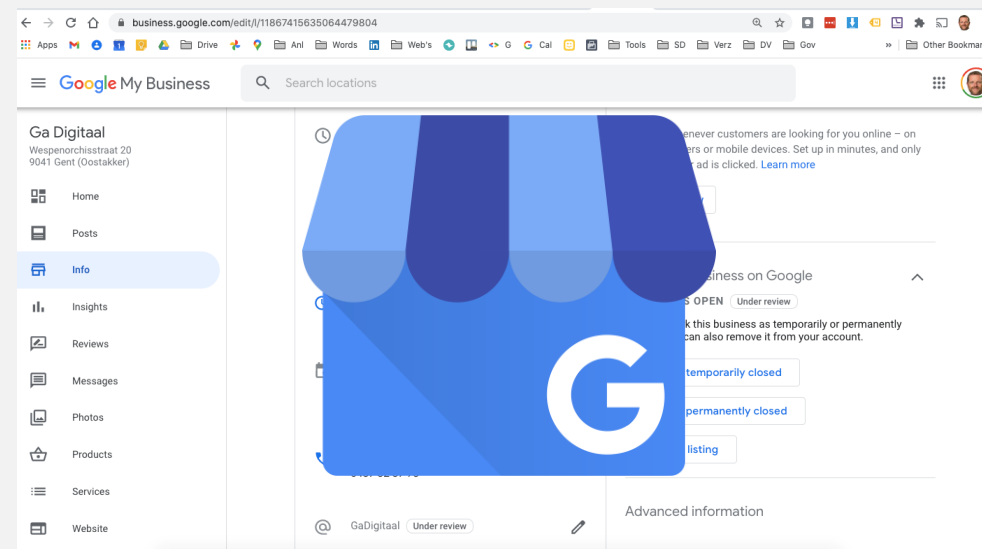 business.google.com/edit/l/11867415635064479804
Apps
Drive
Anl
Words
Web's
G
G Cal
Tools
SD
Verz
DV
Gov
»
Other Bookmar
Google My Business
Search locations
Ga Digitaal
Wespenorchisstraat 20
9041 Gent (Oostakker)
Home
Posts
Info
Insights
Reviews
Messages
Photos
Products
Services
Website
G
enever customers are looking for you online – on
ers or mobile devices. Set up in minutes, and only
ad is clicked. Learn more
siness on Google
S OPEN Under review
k this business as temporarily or permanently
can also remove it from your account.
temporarily closed
permanently closed
listing
GaDigitaal Under review
Advanced information